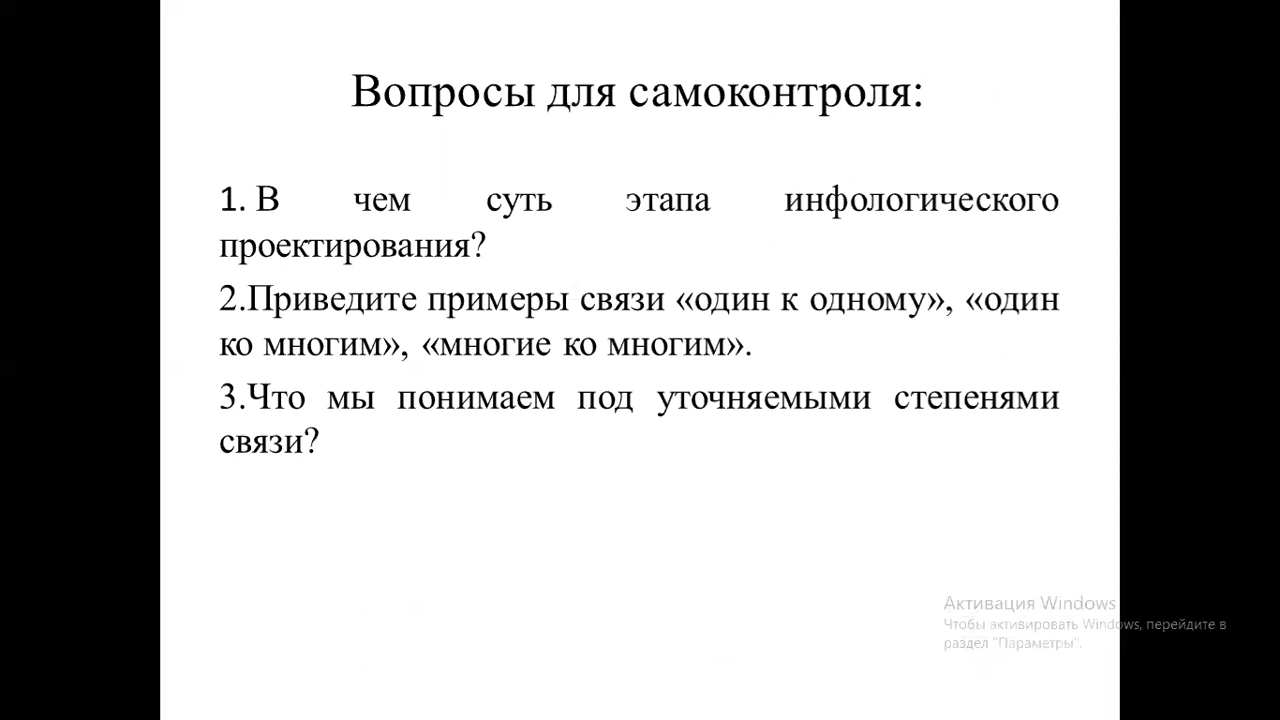 Вопросы для самоконтроля:
1. В чем суть этапа инфологического
проектирования?
2.Приведите примеры связи «один к одному», «один
ко многим», «многие ко многим».
3.Что мы понимаем под уточняемыми степенями
связи?
Активация Windows
Чтобы активировать Windows, перейдите в
раздел "Параметры".